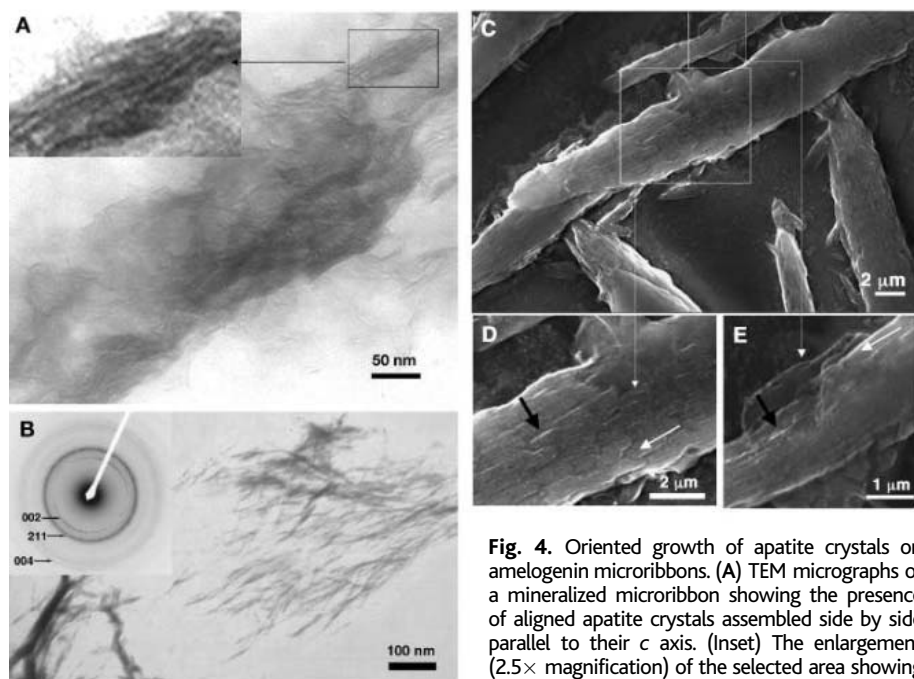 A
50 nm
B
002
211
004
100 nm
C
2 μm
D
2 μm
E
1 μm
Fig. 4. Oriented growth of apatite crystals on
amelogenin microribbons. (A) TEM micrographs of
a mineralized microribbon showing the presence
of aligned apatite crystals assembled side by side
parallel to their c axis. (Inset) The enlargement
(2.5× magnification) of the selected area showing